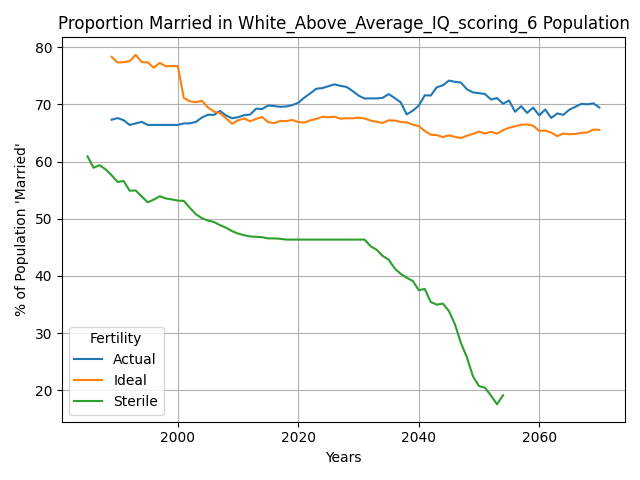 Proportion Married in White_Above_Average_IQ_scoring_6 Population
% of Population 'Married'
80
70
60
50
40
30
20
Fertility
Actual
Ideal
Sterile
2000
2020
2040
2060
Years